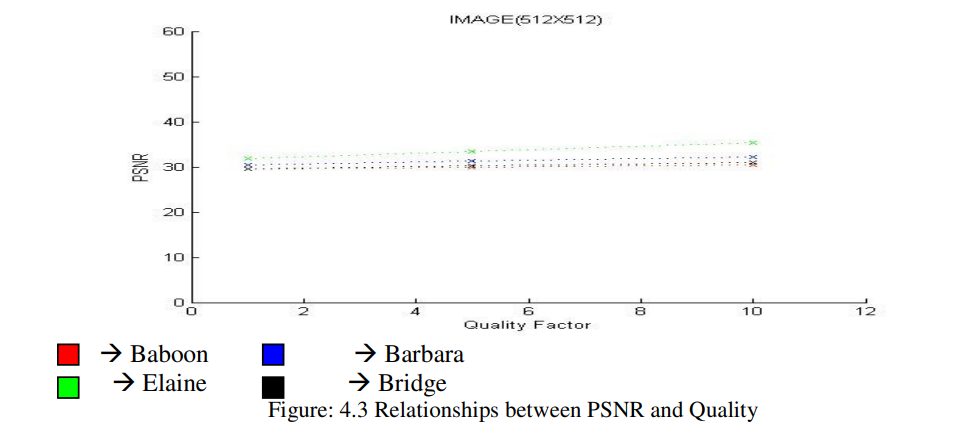 IMAGE(512X512)
60
50
40
30
20
10
0
PSNR
0 2 4 6 8 10 12
Quality Factor
→ Baboon → Barbara
→ Elaine → Bridge
Figure: 4.3 Relationships between PSNR and Quality